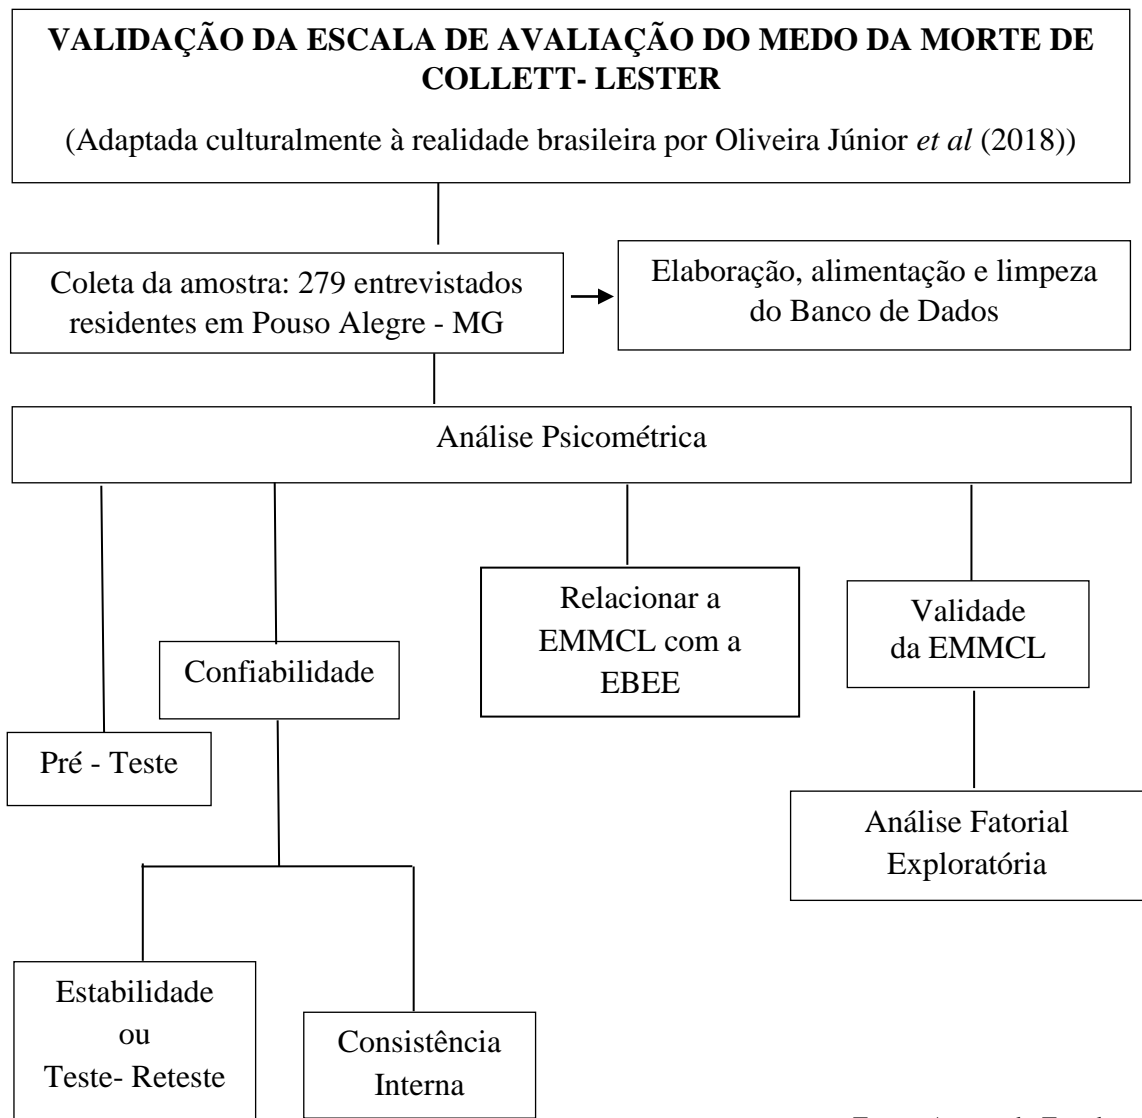 VALIDAÇÃO DA ESCALA DE AVALIAÇÃO DO MEDO DA MORTE DE
COLLETT- LESTER
(Adaptada culturalmente à realidade brasileira por Oliveira Júnior et al (2018))
Coleta da amostra: 279 entrevistados
residentes em Pouso Alegre - MG
Elaboração, alimentação e limpeza
do Banco de Dados
Análise Psicométrica
Relacionar a
EMMCL com a
EBEE
Validade
da EMMCL
Confiabilidade
Pré - Teste
Análise Fatorial
Exploratória
Estabilidade
ou
Teste- Reteste
Consistência
Interna